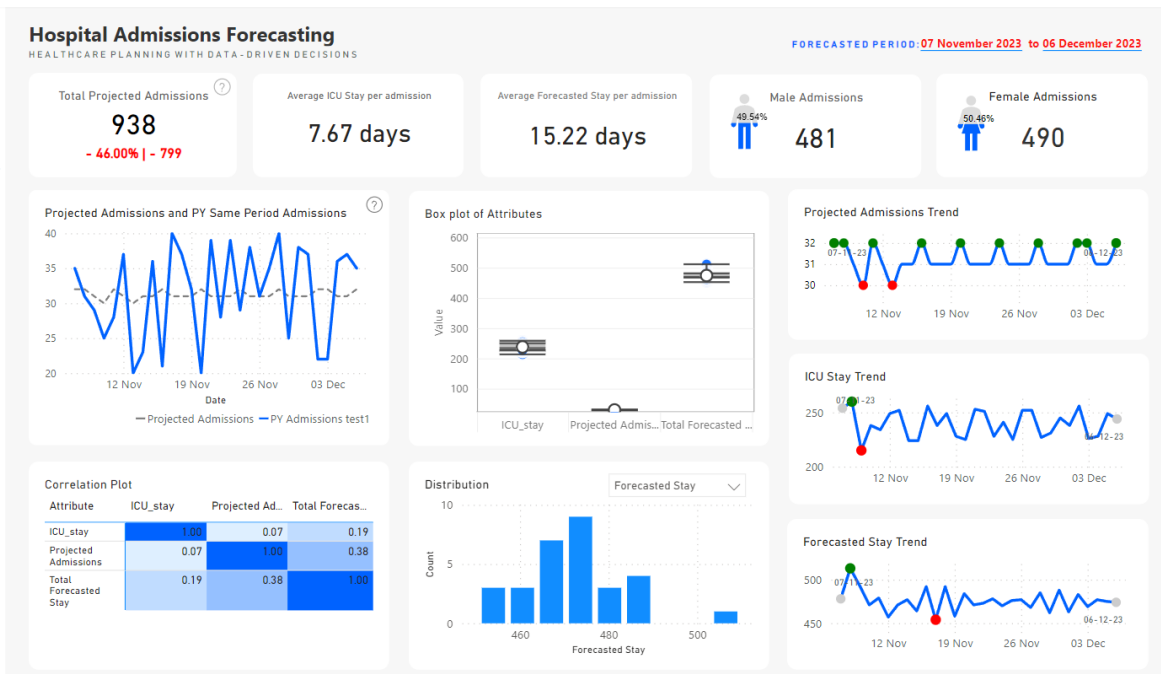 Hospital Admissions Forecasting
HEALTHCARE PLANNING WITH DATA-DRIVEN DECISIONS
FORECASTED PERIOD: 07 November 2023 to 06 December 2023
Total Projected Admissions
?
938
- 46.00% | - 799
Average ICU Stay per admission
7.67 days
Average Forecasted Stay per admission
15.22 days
Male Admissions
49.54%
481
Female Admissions
50.46%
490
Projected Admissions and PY Same Period Admissions
?
40
35
30
25
20
12 Nov 19 Nov 26 Nov 03 Dec
Date
Projected Admissions PY Admissions test1
Box plot of Attributes
600
500
400
300
200
100
Value
ICU_stay Projected Admis... Total Forecasted ...
Projected Admissions Trend
32
31
30
07-11-23
06-12-23
12 Nov 19 Nov 26 Nov 03 Dec
ICU Stay Trend
250
200
07-11-23
06-12-23
12 Nov 19 Nov 26 Nov 03 Dec
Correlation Plot
Attribute ICU_stay Projected Ad... Total Forecas...
ICU_stay 1.00 0.07 0.19
Projected Admissions 0.07 1.00 0.38
Total Forecasted Stay 0.19 0.38 1.00
Distribution
Forecasted Stay
10
5
0
Count
460 480 500
Forecasted Stay
Forecasted Stay Trend
500
450
07-11-23
06-12-23
12 Nov 19 Nov 26 Nov 03 Dec